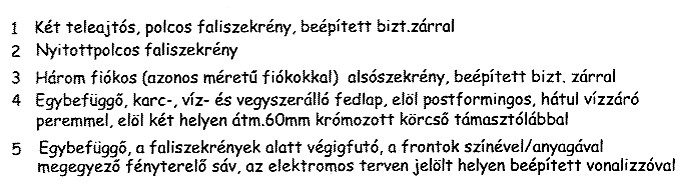 1 Két teleajtós, polcos faliszekrény, beépített bizt.zárral
2 Nyitottpolcos faliszekrény
3 Három fiókos (azonos méretű fiókokkal) alsószekrény, beépített bizt. zárral
4 Egybefüggő, karc-, víz- és vegyszerálló fedlap, elöl postformingos, hátul vízzáró
peremmel, elöl két helyen átm.60mm krómozott körcső támasztólábbal
5 Egybefüggő, a faliszekrények alatt végigfutó, a frontok színével/anyagával
megegyező fényterelő sáv, az elektromos terven jelölt helyen beépített vonalizzóval